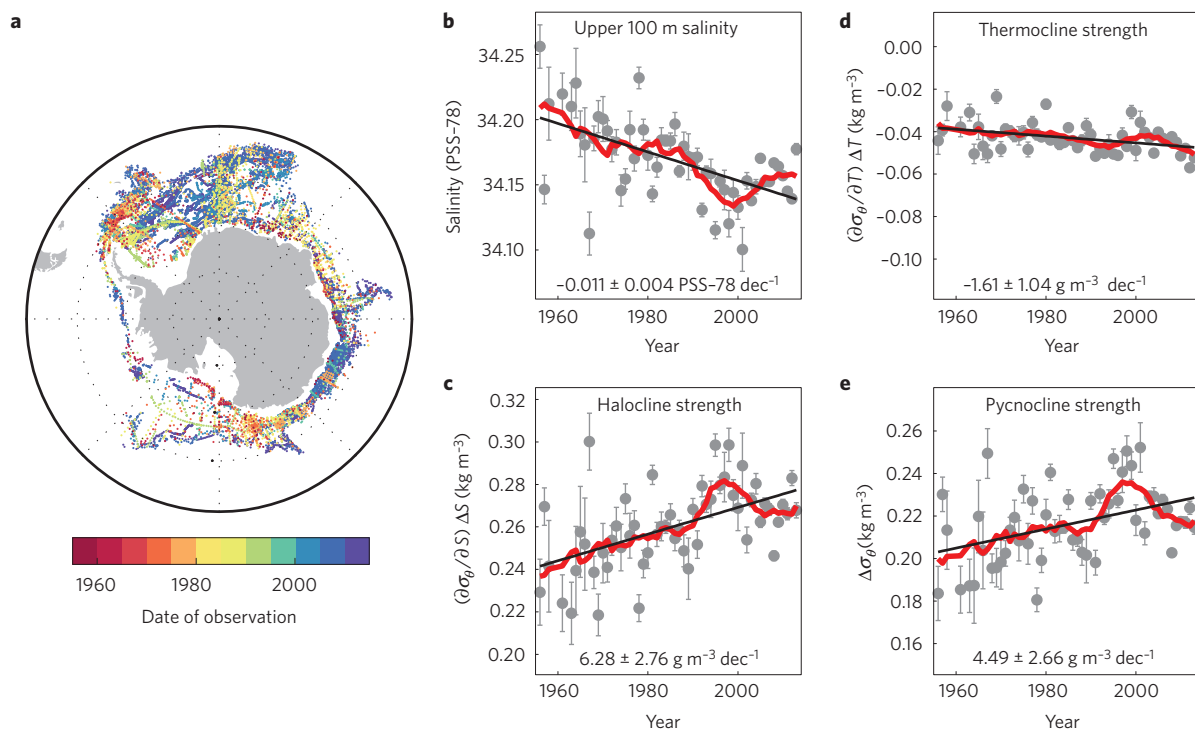 a
1960
1980
2000
Date of observation
b
Upper 100 m salinity
34.25
34.20
34.15
34.10
Salinity (PSS–78)
−0.011 ± 0.004 PSS–78 dec⁻¹
1960
1980
2000
Year
d
Thermocline strength
0.00
−0.02
−0.04
−0.06
−0.08
−0.10
(∂σθ/∂T) ΔT (kg m⁻³)
−1.61 ± 1.04 g m⁻³ dec⁻¹
1960
1980
2000
Year
c
Halocline strength
0.32
0.30
0.28
0.26
0.24
0.22
0.20
(∂σθ/∂S) ΔS (kg m⁻³)
6.28 ± 2.76 g m⁻³ dec⁻¹
1960
1980
2000
Year
e
Pycnocline strength
0.26
0.24
0.22
0.20
0.18
0.16
Δσθ (kg m⁻³)
4.49 ± 2.66 g m⁻³ dec⁻¹
1960
1980
2000
Year